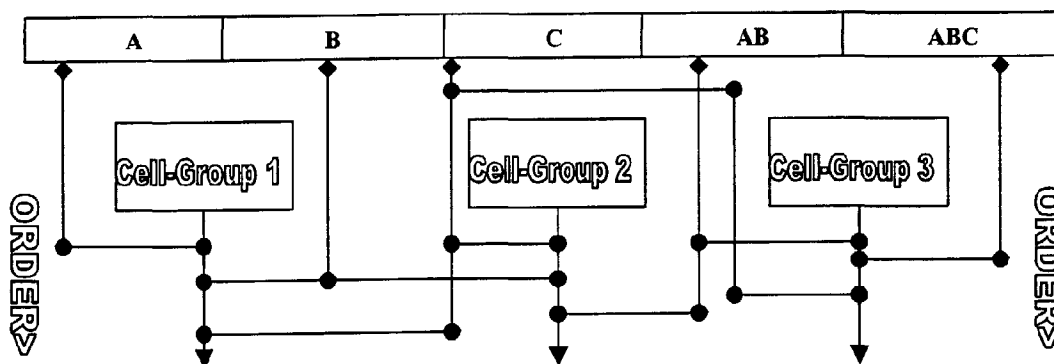 A B C AB ABC
Cell-Group 1 Cell-Group 2 Cell-Group 3
ORDER>
ORDER>